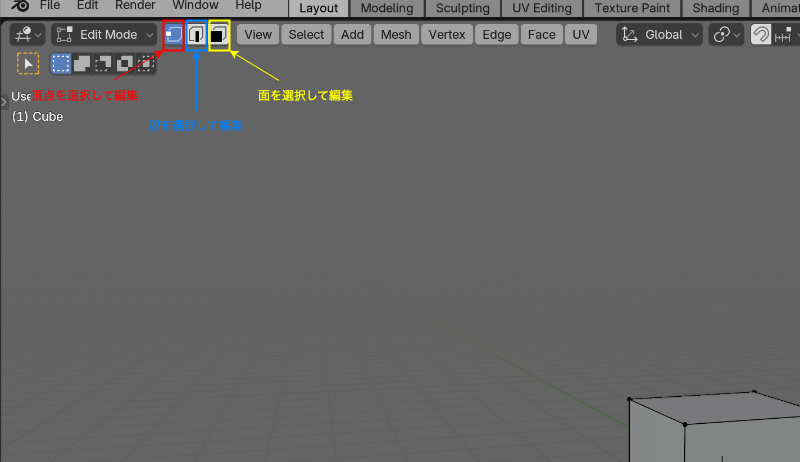 File Edit Render Window Help Layout Modeling Sculpting UV Editing Texture Paint Shading
Edit Mode View Select Add Mesh Vertex Edge Face UV Global
頂点を選択して編集
面を選択して編集
(1) Cube
辺を選択して編集